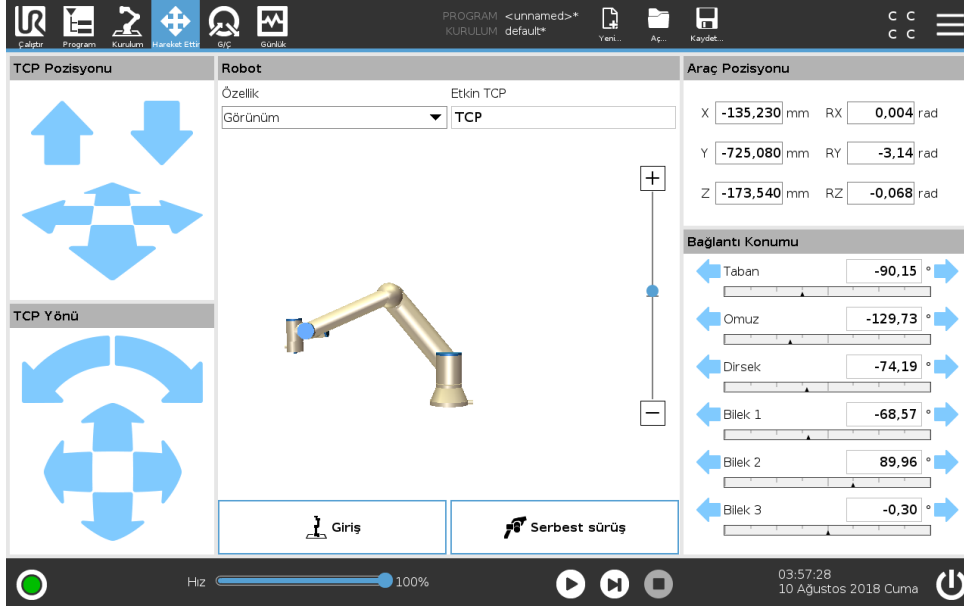 Çalıştır
Program
Kurulum
Hareket Ettir
G/Ç
Günlük
PROGRAM <unnamed>*
KURULUM default*
Yeni...
Aç...
Kaydet...
C C
C C
TCP Pozisyonu
TCP Yönü
Robot
Özellik
Etkin TCP
Görünüm
TCP
Giriş
Serbest sürüş
Araç Pozisyonu
X -135,230 mm RX 0,004 rad
Y -725,080 mm RY -3,14 rad
Z -173,540 mm RZ -0,068 rad
Bağlantı Konumu
Taban -90,15 °
Omuz -129,73 °
Dirsek -74,19 °
Bilek 1 -68,57 °
Bilek 2 89,96 °
Bilek 3 -0,30 °
Hız 100%
03:57:28
10 Ağustos 2018 Cuma